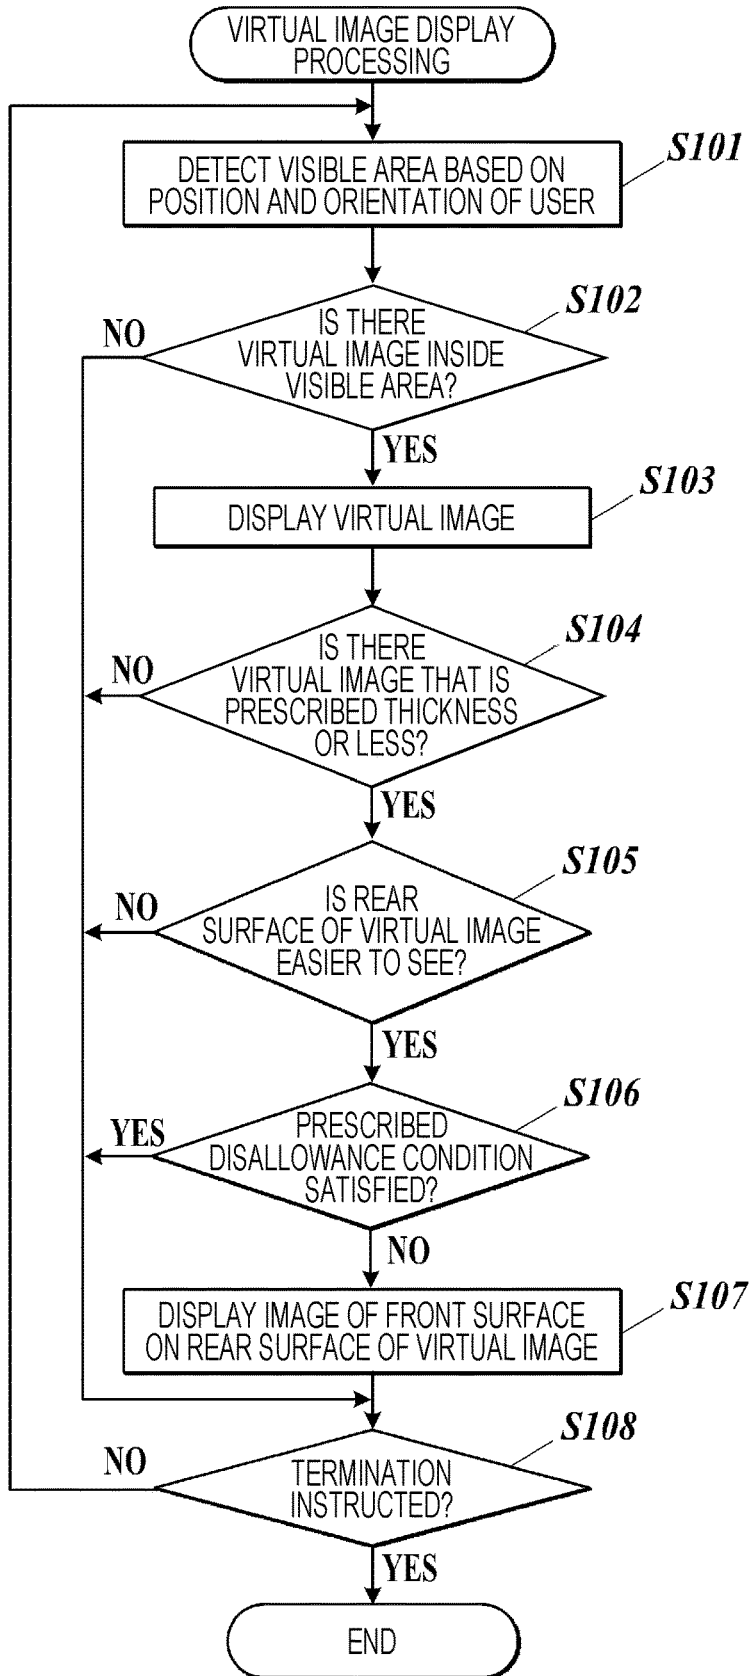 VIRTUAL IMAGE DISPLAY
PROCESSING
S101
DETECT VISIBLE AREA BASED ON
POSITION AND ORIENTATION OF USER
S102
NO
IS THERE
VIRTUAL IMAGE INSIDE
VISIBLE AREA?
YES
S103
DISPLAY VIRTUAL IMAGE
S104
NO
IS THERE
VIRTUAL IMAGE THAT IS
PRESCRIBED THICKNESS
OR LESS?
YES
S105
NO
IS REAR
SURFACE OF VIRTUAL IMAGE
EASIER TO SEE?
YES
S106
YES
PRESCRIBED
DISALLOWANCE CONDITION
SATISFIED?
NO
S107
DISPLAY IMAGE OF FRONT SURFACE
ON REAR SURFACE OF VIRTUAL IMAGE
S108
NO
TERMINATION
INSTRUCTED?
YES
END